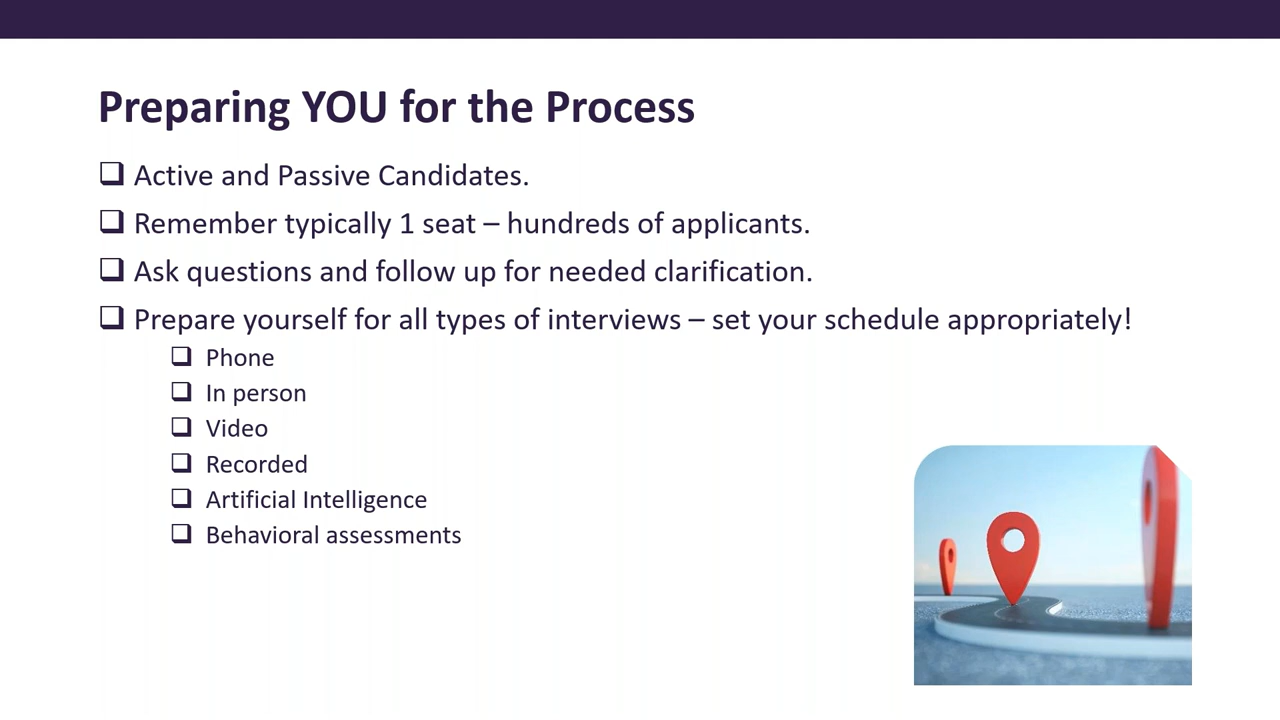 Preparing YOU for the Process
❑ Active and Passive Candidates.
❑ Remember typically 1 seat – hundreds of applicants.
❑ Ask questions and follow up for needed clarification.
❑ Prepare yourself for all types of interviews – set your schedule appropriately!
❑ Phone
❑ In person
❑ Video
❑ Recorded
❑ Artificial Intelligence
❑ Behavioral assessments